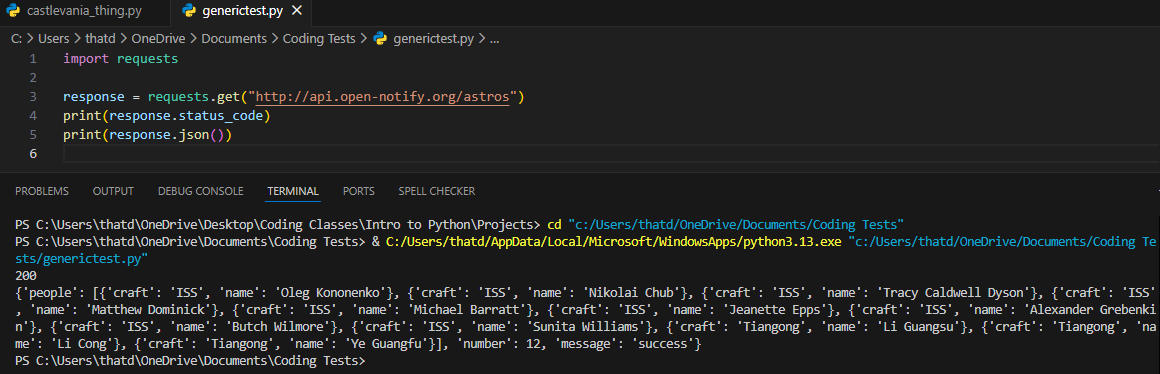 castlevania_thing.py generictest.py
C: > Users > thatd > OneDrive > Documents > Coding Tests > generictest.py > ...
1 import requests
2
3 response = requests.get("http://api.open-notify.org/astros")
4 print(response.status_code)
5 print(response.json())
6
PROBLEMS OUTPUT DEBUG CONSOLE TERMINAL PORTS SPELL CHECKER
PS C:\Users\thatd\OneDrive\Desktop\Coding Classes\Intro to Python\Projects> cd "c:/Users/thatd/OneDrive/Documents/Coding Tests"
PS C:\Users\thatd\OneDrive\Documents\Coding Tests> & C:/Users/thatd/AppData/Local/Microsoft/WindowsApps/python3.13.exe "c:/Users/thatd/OneDrive/Documents/Coding Te
sts/generictest.py"
200
{'people': [{'craft': 'ISS', 'name': 'Oleg Kononenko'}, {'craft': 'ISS', 'name': 'Nikolai Chub'}, {'craft': 'ISS', 'name': 'Tracy Caldwell Dyson'}, {'craft': 'ISS'
, 'name': 'Matthew Dominick'}, {'craft': 'ISS', 'name': 'Michael Barratt'}, {'craft': 'ISS', 'name': 'Jeanette Epps'}, {'craft': 'ISS', 'name': 'Alexander Grebenki
n'}, {'craft': 'ISS', 'name': 'Butch Wilmore'}, {'craft': 'ISS', 'name': 'Sunita Williams'}, {'craft': 'Tiangong', 'name': 'Li Guangsu'}, {'craft': 'Tiangong', 'na
me': 'Li Cong'}, {'craft': 'Tiangong', 'name': 'Ye Guangfu'}], 'number': 12, 'message': 'success'}
PS C:\Users\thatd\OneDrive\Documents\Coding Tests>